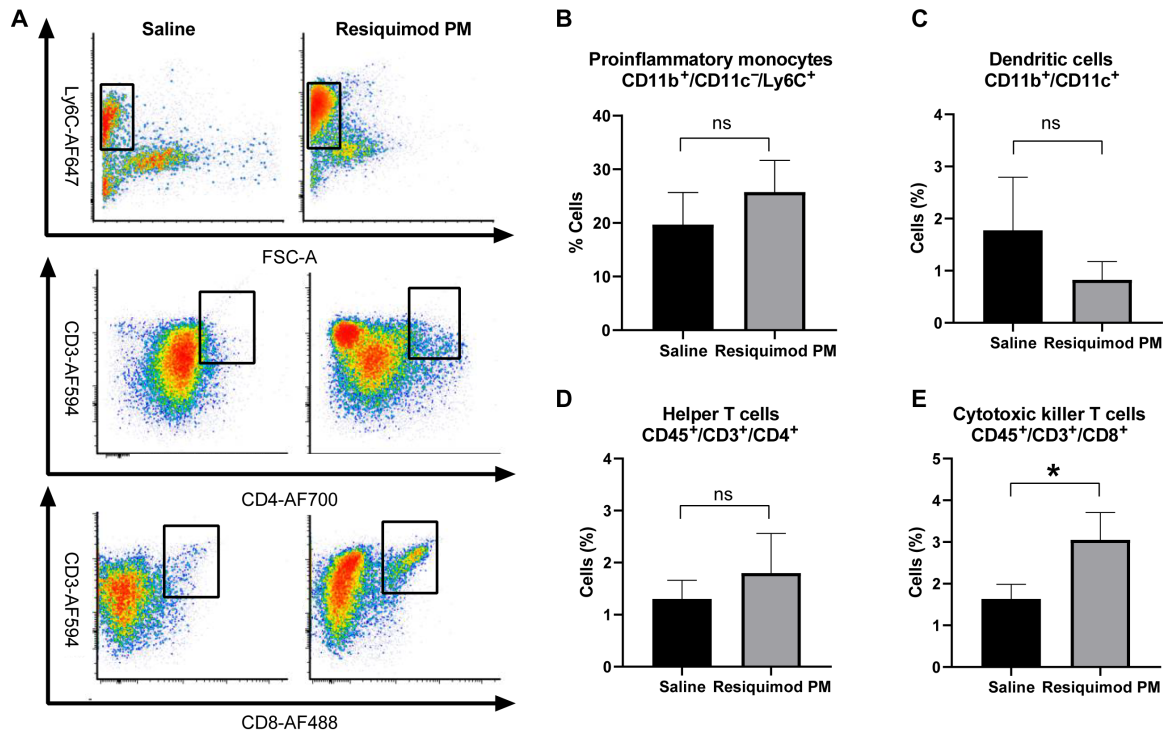 A
Saline
Resiquimod PM
Ly6C-AF647
FSC-A
CD3-AF594
CD4-AF700
CD3-AF594
CD8-AF488
B
Proinflammatory monocytes
CD11b⁺/CD11c⁻/Ly6C⁺
% Cells
40
30
20
10
0
ns
Saline
Resiquimod PM
C
Dendritic cells
CD11b⁺/CD11c⁺
Cells (%)
4
3
2
1
0
ns
Saline
Resiquimod PM
D
Helper T cells
CD45⁺/CD3⁺/CD4⁺
Cells (%)
4
3
2
1
0
ns
Saline
Resiquimod PM
E
Cytotoxic killer T cells
CD45⁺/CD3⁺/CD8⁺
Cells (%)
5
4
3
2
1
0
*
Saline
Resiquimod PM